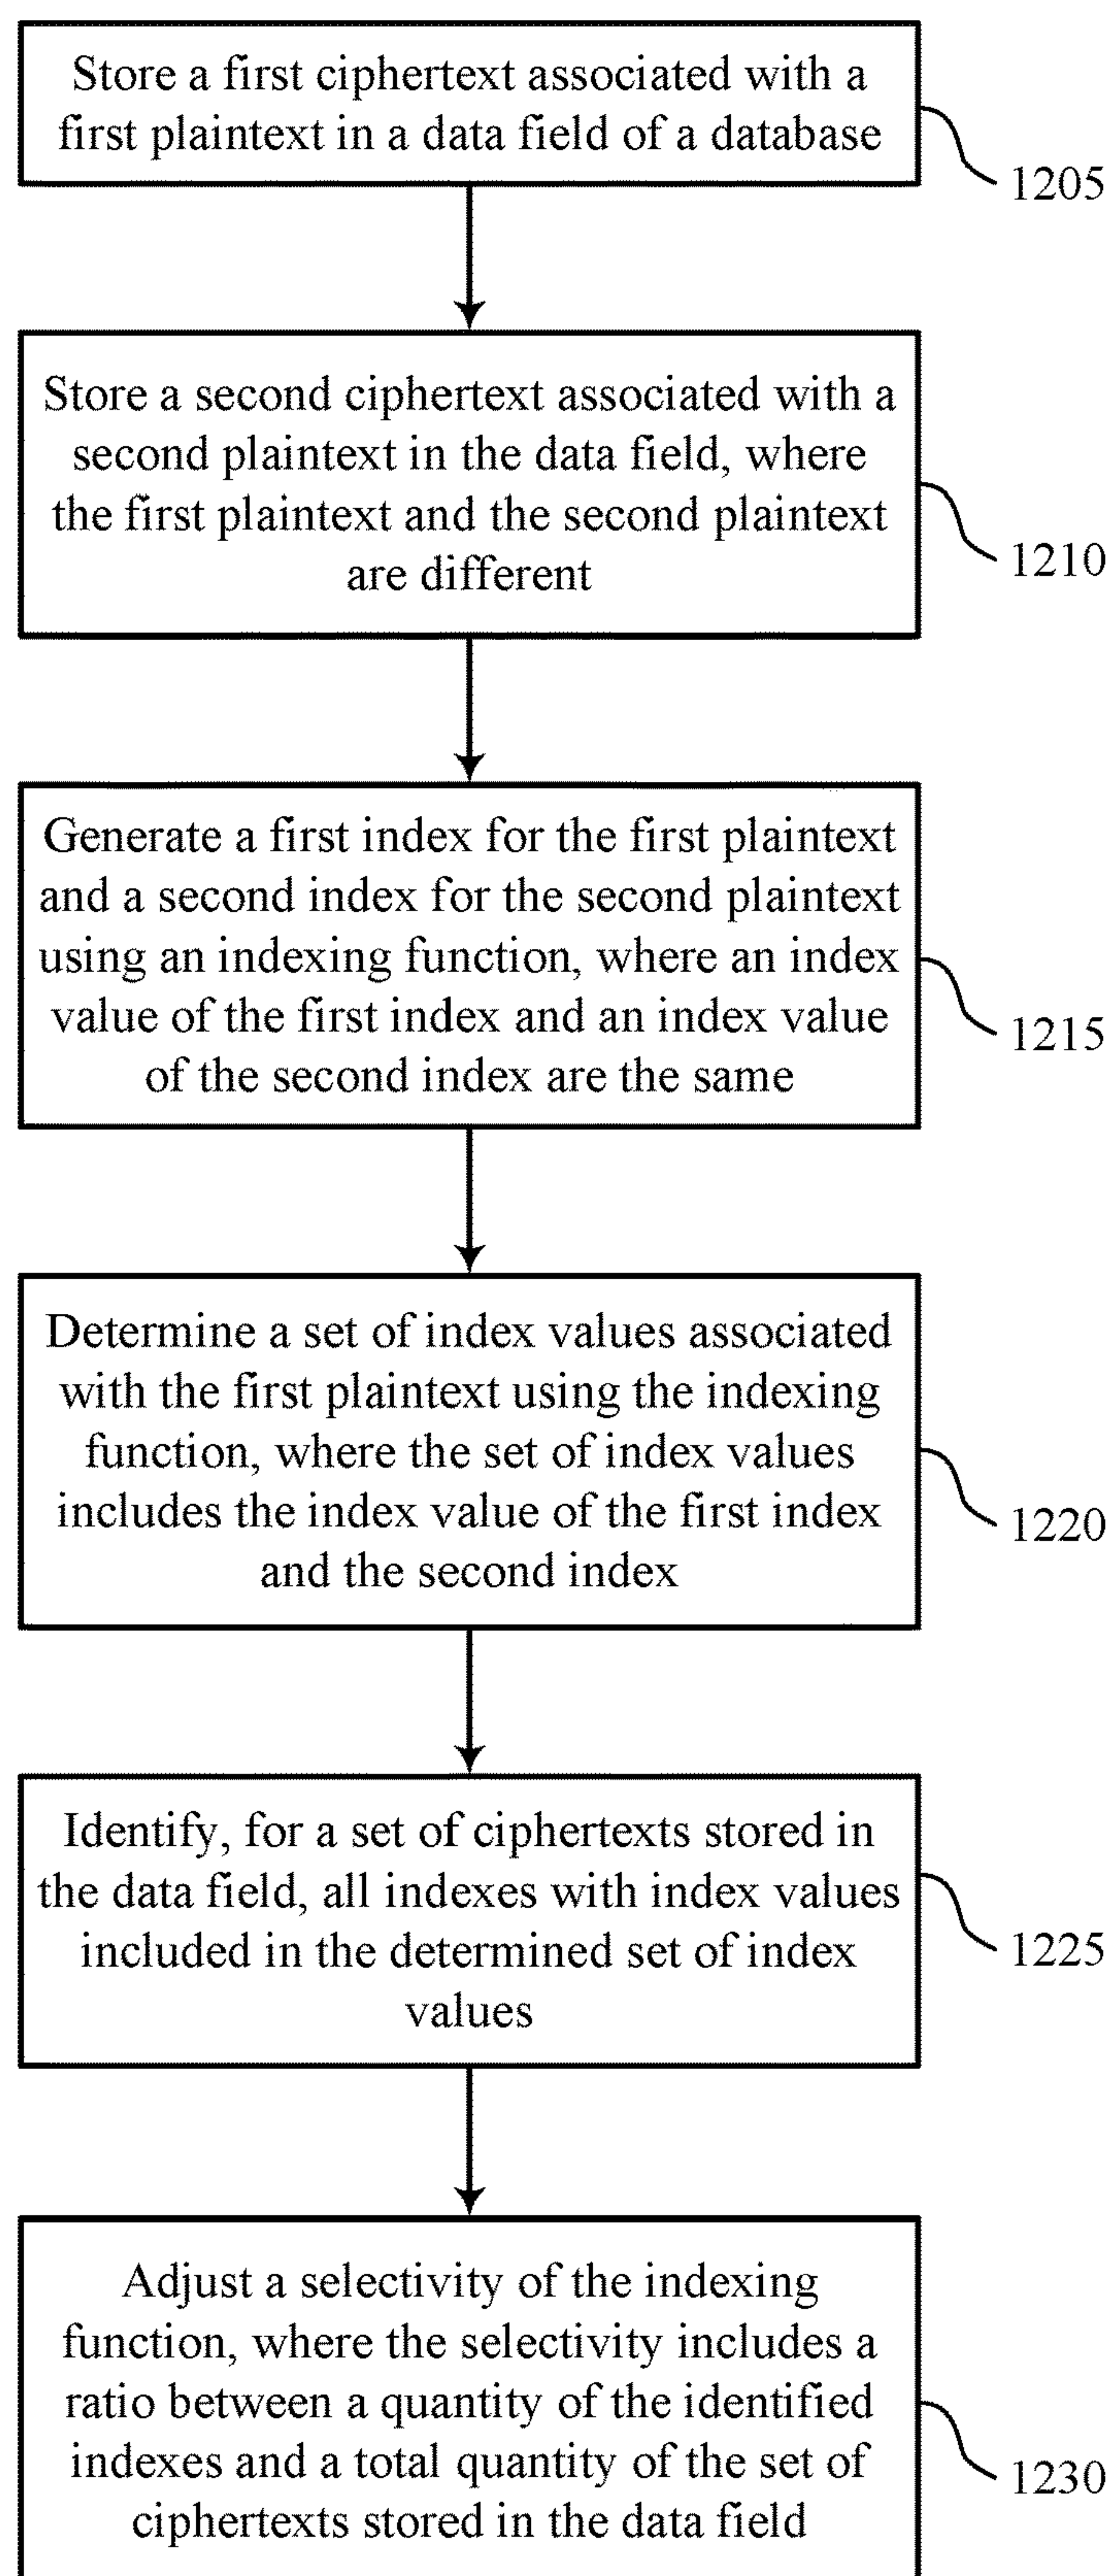 Store a first ciphertext associated with a
first plaintext in a data field of a database
1205
Store a second ciphertext associated with a
second plaintext in the data field, where
the first plaintext and the second plaintext
are different
1210
Generate a first index for the first plaintext
and a second index for the second plaintext
using an indexing function, where an index
value of the first index and an index value
of the second index are the same
1215
Determine a set of index values associated
with the first plaintext using the indexing
function, where the set of index values
includes the index value of the first index
and the second index
1220
Identify, for a set of ciphertexts stored in
the data field, all indexes with index values
included in the determined set of index
values
1225
Adjust a selectivity of the indexing
function, where the selectivity includes a
ratio between a quantity of the identified
indexes and a total quantity of the set of
ciphertexts stored in the data field
1230